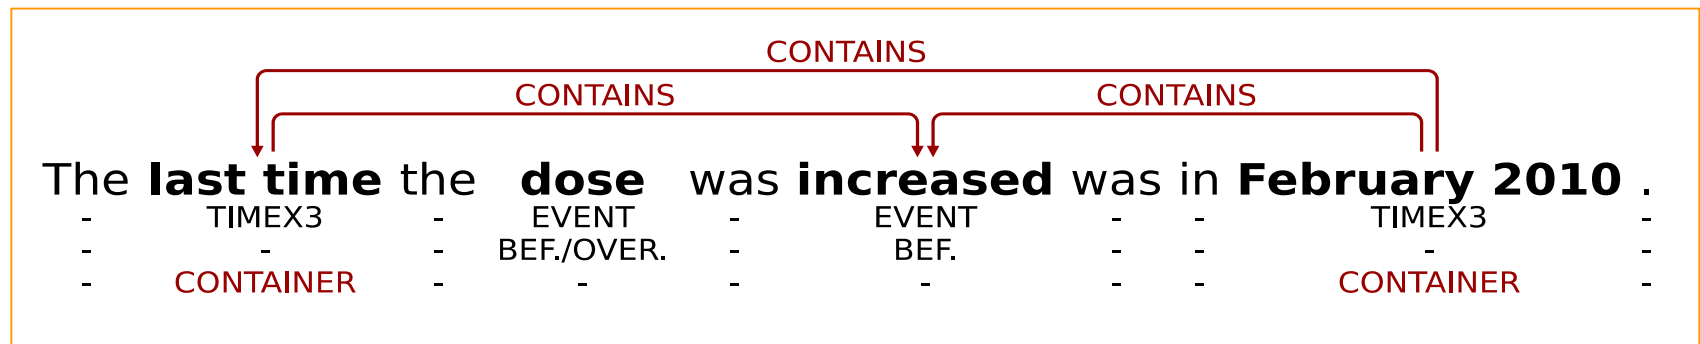 CONTAINS
CONTAINS CONTAINS
The last time the dose was increased was in February 2010 .
- TIMEX3 - EVENT - EVENT - - TIMEX3 -
- - - BEF./OVER. - BEF. - - - -
- CONTAINER - - - - - - CONTAINER -